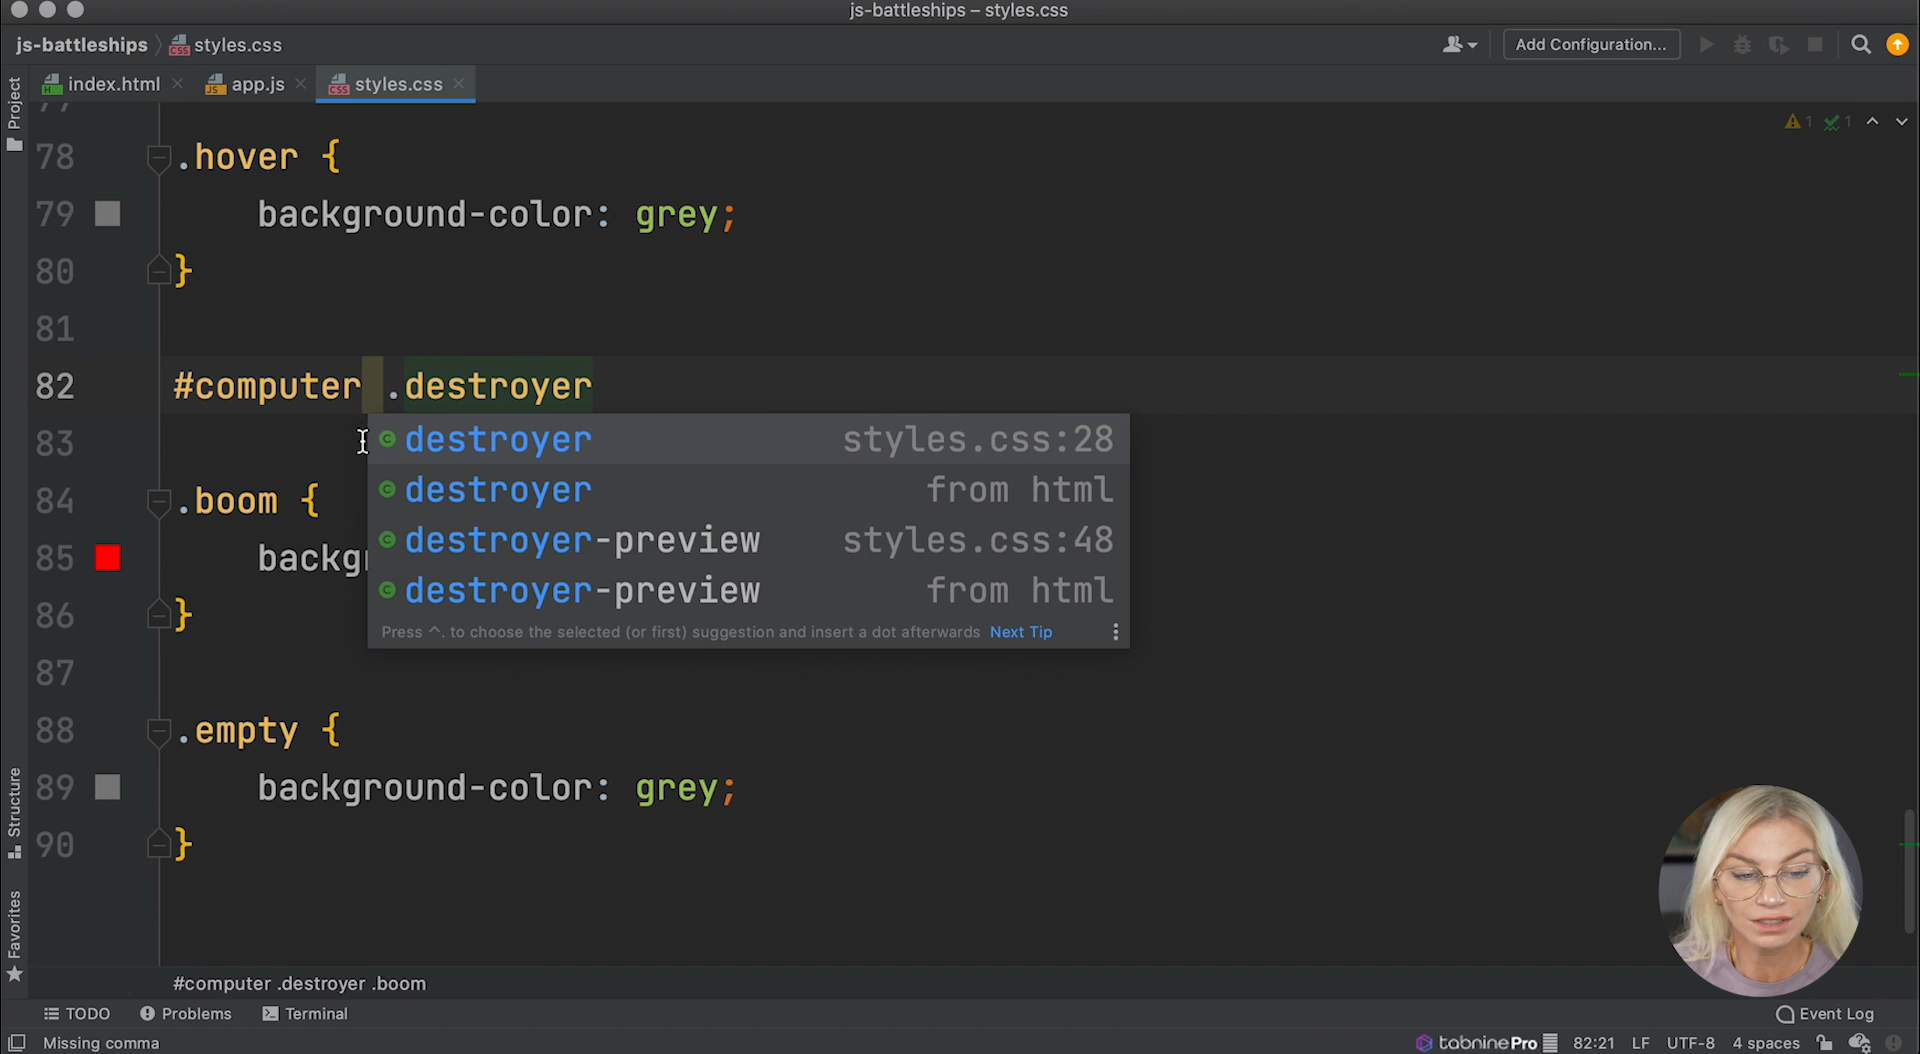 js-battleships – styles.css
js-battleships 〉 styles.css
Add Configuration...
index.html
app.js
styles.css
Project
77
1 1
78 .hover {
79 background-color: grey;
80 }
81
82 #computer .destroyer
83
destroyer styles.css:28
destroyer from html
destroyer-preview styles.css:48
destroyer-preview from html
Press ^. to choose the selected (or first) suggestion and insert a dot afterwards Next Tip
84 .boom {
85 backg
86 }
87
88 .empty {
89 background-color: grey;
90 }
Structure
Favorites
#computer .destroyer .boom
TODO Problems Terminal Event Log
Missing comma tabnine Pro 82:21 LF UTF-8 4 spaces